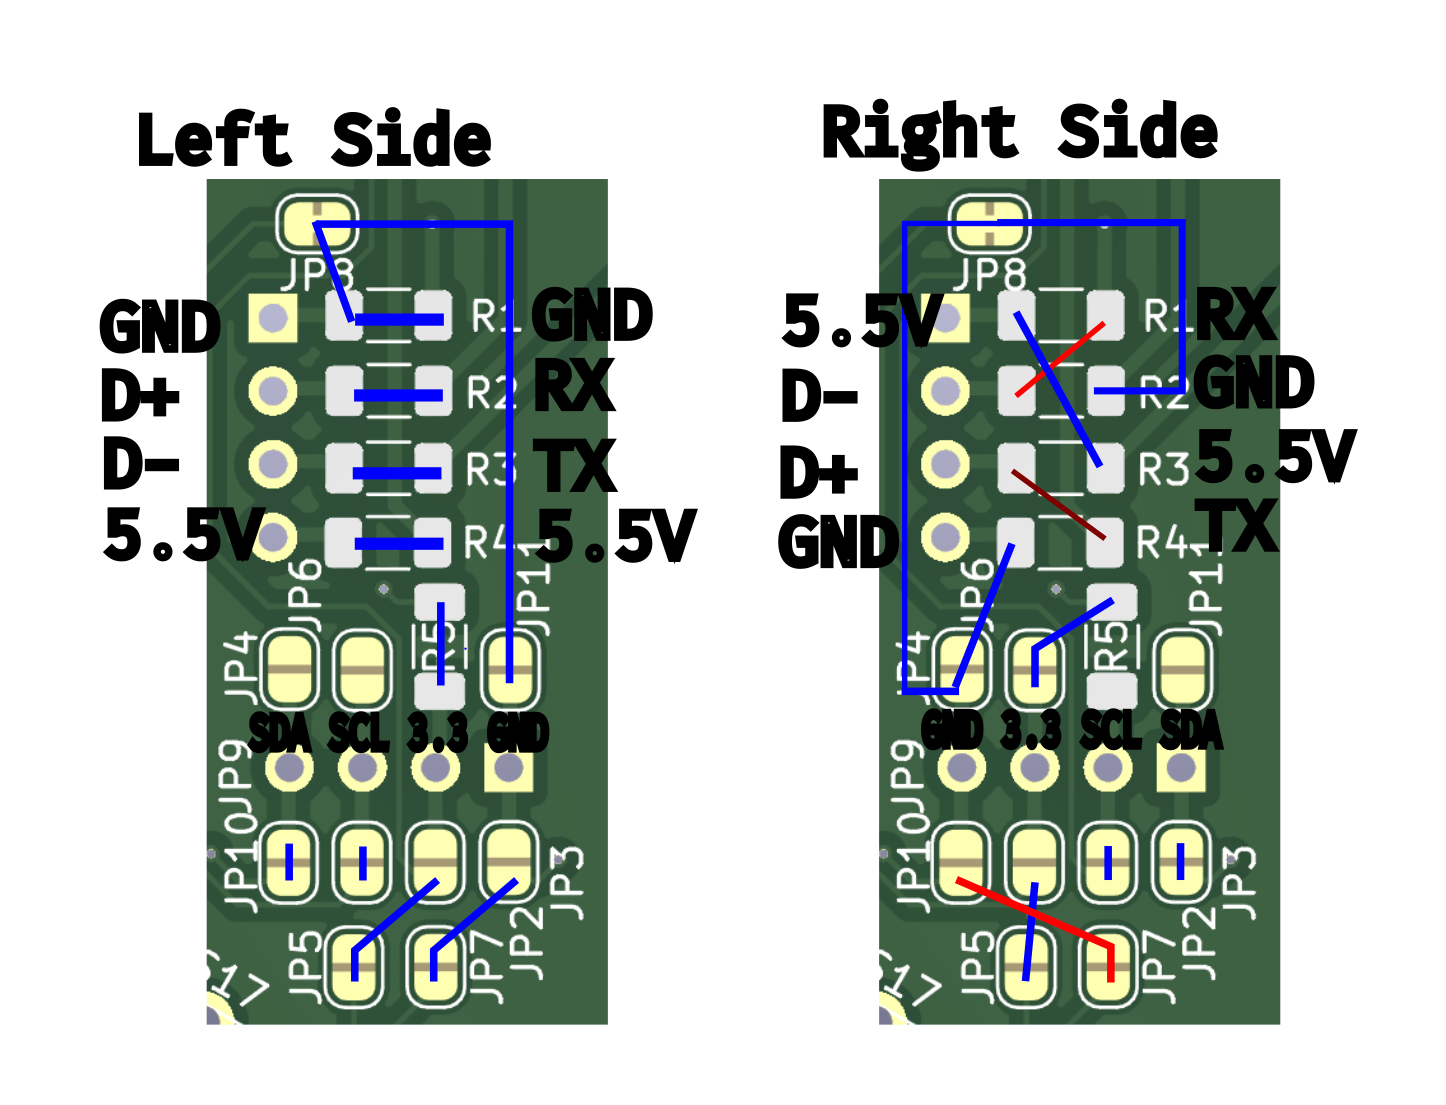 Left Side
JP8
GND
D+
D-
5.5V
R1
R2
R3
R4
GND
RX
TX
5.5V
JP6
JP4
R5
JP11
SDA SCL 3.3 GND
JP9
JP10
JP3
JP2
JP5
JP7
Right Side
JP8
5.5V
D-
D+
GND
R1
R2
R3
R4
RX
GND
5.5V
TX
JP6
JP4
R5
JP11
GND 3.3 SCL SDA
JP9
JP10
JP3
JP2
JP5
JP7